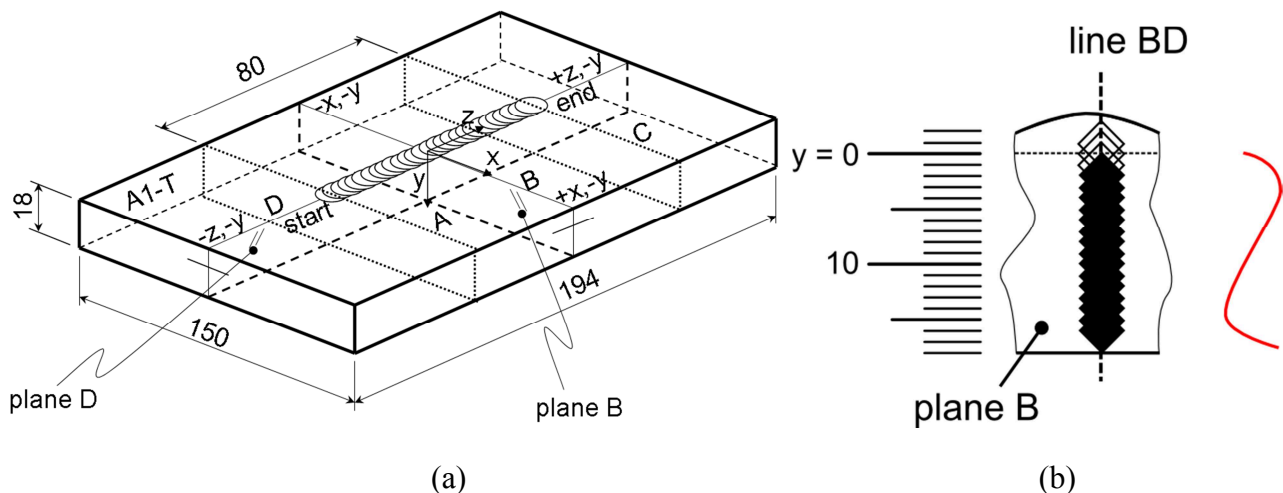 80
-x,-y
+z,-y
end
z
C
A1-T
x
y
B
18
D
start
A
+x,-y
-z,-y
194
150
plane D
plane B
(a)
line BD
y = 0
10
plane B
(b)